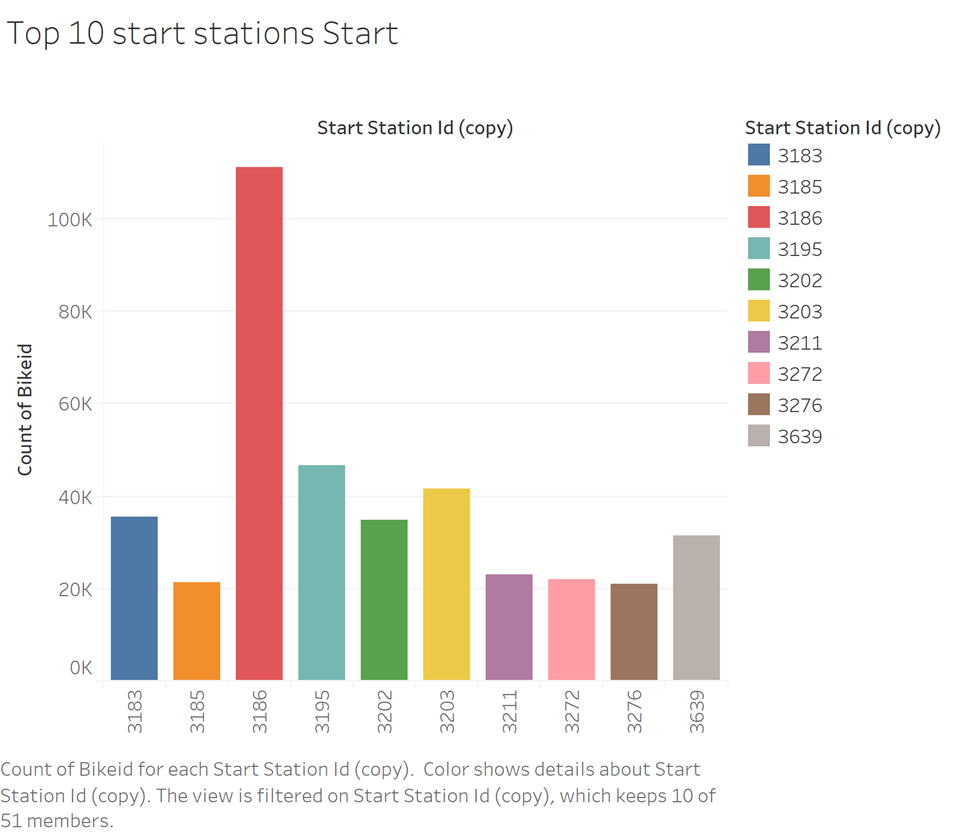 Top 10 start stations Start
Start Station Id (copy)
Start Station Id (copy)
3183
3185
3186
3195
3202
3203
3211
3272
3276
3639
100K
80K
60K
40K
20K
0K
Count of Bikeid
3183
3185
3186
3195
3202
3203
3211
3272
3276
3639
Count of Bikeid for each Start Station Id (copy).  Color shows details about Start
Station Id (copy). The view is filtered on Start Station Id (copy), which keeps 10 of
51 members.